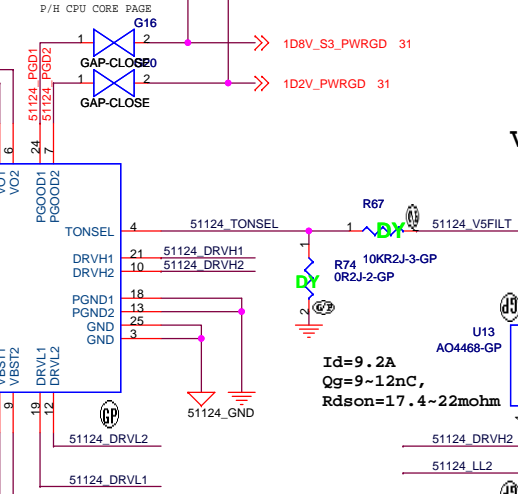 P/H CPU CORE PAGE
G16
1 2
1D8V_S3_PWRGD 31
GAP-CLOSE
G20
1 2
1D2V_PWRGD 31
GAP-CLOSE
51124_PGD1
51124_PGD2
6
24
7
VO1
VO2
PGOOD1
PGOOD2
R67
TONSEL 4 51124_TONSEL
1 DY
51124_V5FILT
10KR2J-3-GP
DRVH1 21 51124_DRVH1
DRVH2 10 51124_DRVH2
1
R74
0R2J-2-GP
DY
2
G/P
PGND1 18
PGND2 13
GND 25
GND 3
GP
U13
AO4468-GP
Id=9.2A
Qg=9~12nC,
Rdson=17.4~22mohm
VBST1
VBST2
DRVL1
DRVL2
9
19
12
GP
51124_GND
51124_DRVL2
51124_DRVL1
51124_DRVH2
51124_LL2